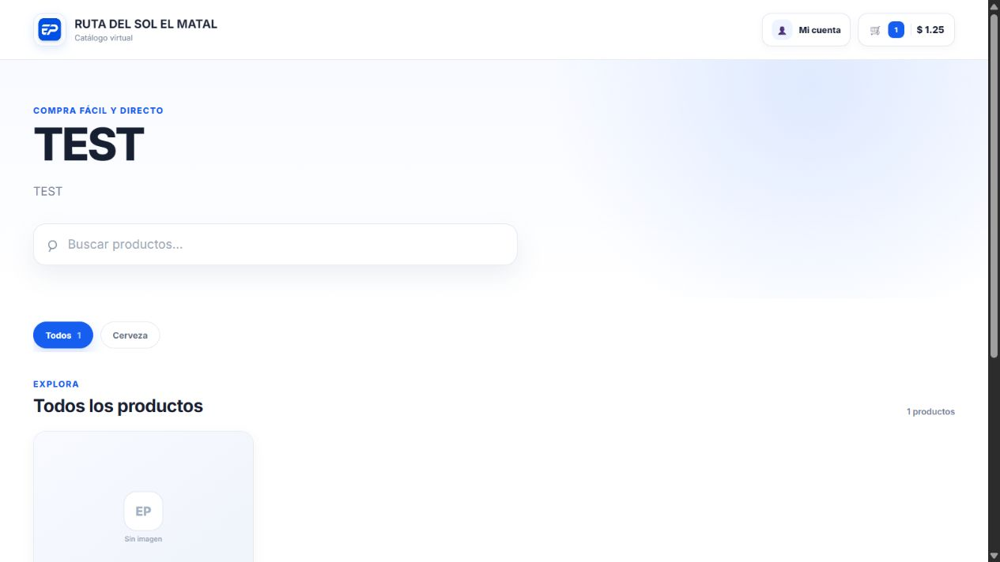 EP
RUTA DEL SOL EL MATAL
Catálogo virtual
Mi cuenta
1
$ 1.25
COMPRA FÁCIL Y DIRECTO
TEST
TEST
Buscar productos...
Todos 1
Cerveza
EXPLORA
Todos los productos
1 productos
EP
Sin imagen